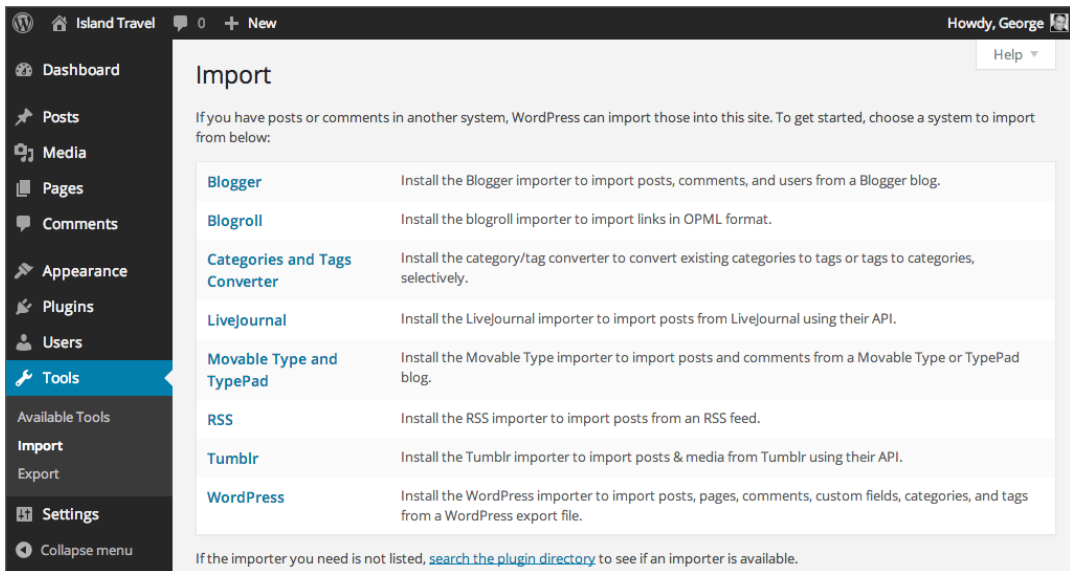 Island Travel 0 + New Howdy, George
Help
Dashboard
Posts
Media
Pages
Comments
Appearance
Plugins
Users
Tools
Available Tools
Import
Export
Settings
Collapse menu
Import
If you have posts or comments in another system, WordPress can import those into this site. To get started, choose a system to import
from below:
Blogger Install the Blogger importer to import posts, comments, and users from a Blogger blog.
Blogroll Install the blogroll importer to import links in OPML format.
Categories and Tags Install the category/tag converter to convert existing categories to tags or tags to categories,
Converter selectively.
LiveJournal Install the LiveJournal importer to import posts from LiveJournal using their API.
Movable Type and Install the Movable Type importer to import posts and comments from a Movable Type or TypePad
TypePad blog.
RSS Install the RSS importer to import posts from an RSS feed.
Tumblr Install the Tumblr importer to import posts & media from Tumblr using their API.
WordPress Install the WordPress importer to import posts, pages, comments, custom fields, categories, and tags
from a WordPress export file.
If the importer you need is not listed, search the plugin directory to see if an importer is available.